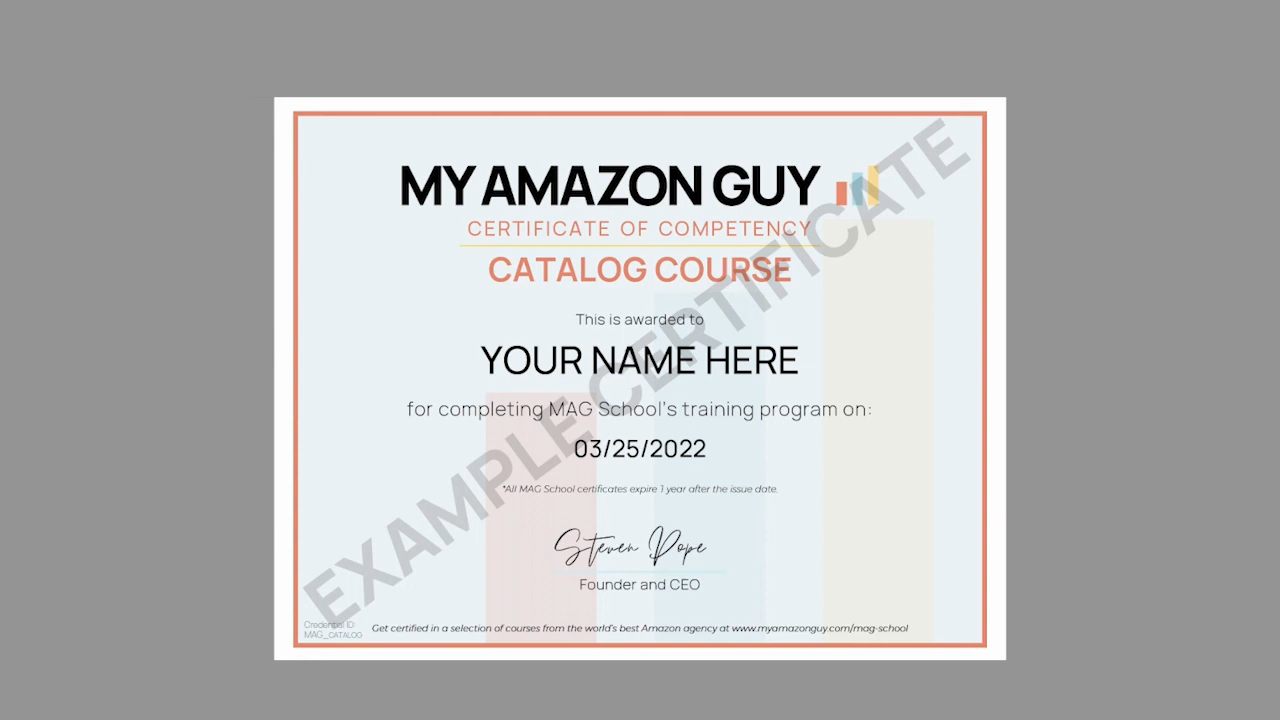 MY AMAZON GUY
CERTIFICATE OF COMPETENCY
CATALOG COURSE
This is awarded to
YOUR NAME HERE
for completing MAG School's training program on:
03/25/2022
*All MAG School certificates expire 1 year after the issue date.
Steven Pope
Founder and CEO
Credential ID:
MAG_CATALOG
Get certified in a selection of courses from the world's best Amazon agency at www.myamazonguy.com/mag-school
EXAMPLE CERTIFICATE